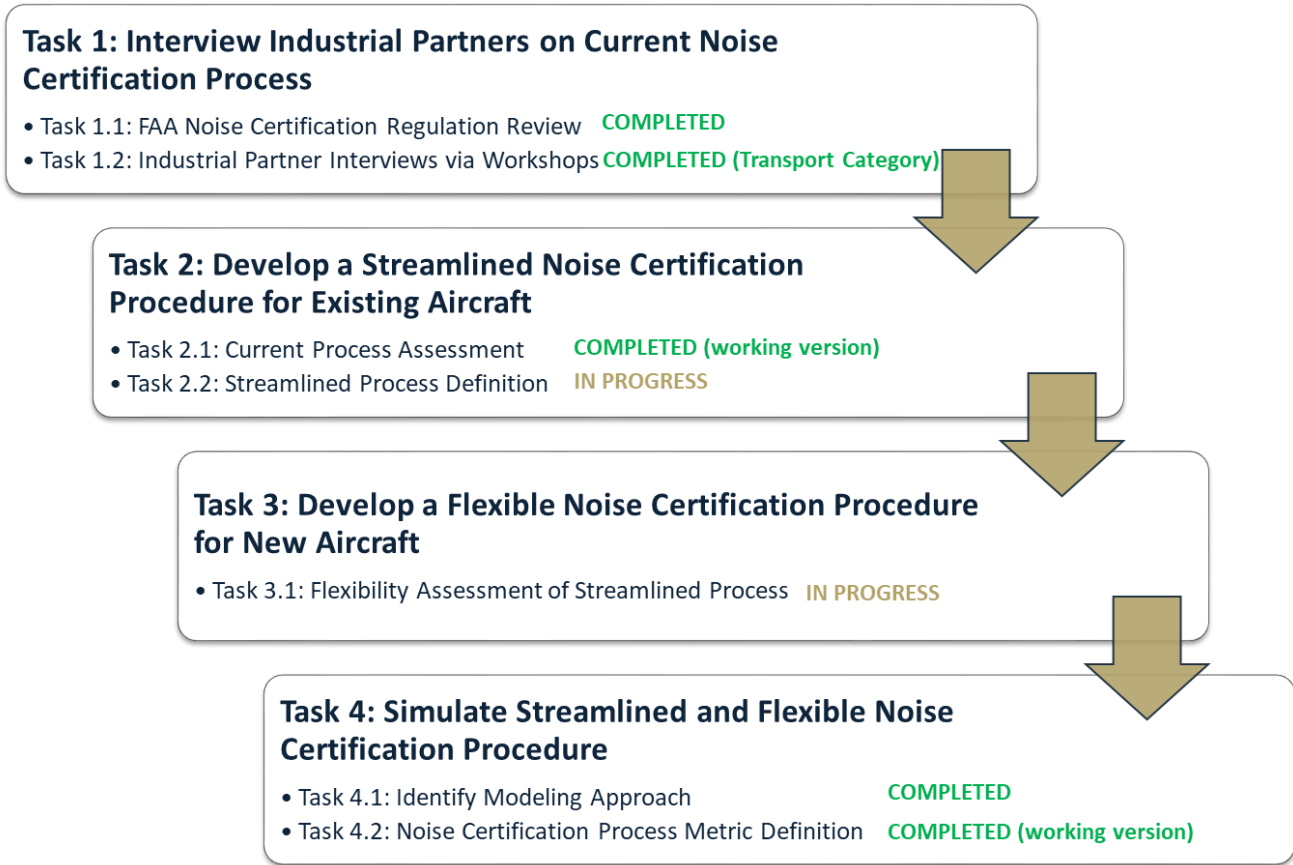 Task 1: Interview Industrial Partners on Current Noise
Certification Process
• Task 1.1: FAA Noise Certification Regulation Review COMPLETED
• Task 1.2: Industrial Partner Interviews via Workshops COMPLETED (Transport Category)
Task 2: Develop a Streamlined Noise Certification
Procedure for Existing Aircraft
• Task 2.1: Current Process Assessment COMPLETED (working version)
• Task 2.2: Streamlined Process Definition IN PROGRESS
Task 3: Develop a Flexible Noise Certification Procedure
for New Aircraft
• Task 3.1: Flexibility Assessment of Streamlined Process IN PROGRESS
Task 4: Simulate Streamlined and Flexible Noise
Certification Procedure
• Task 4.1: Identify Modeling Approach COMPLETED
• Task 4.2: Noise Certification Process Metric Definition COMPLETED (working version)